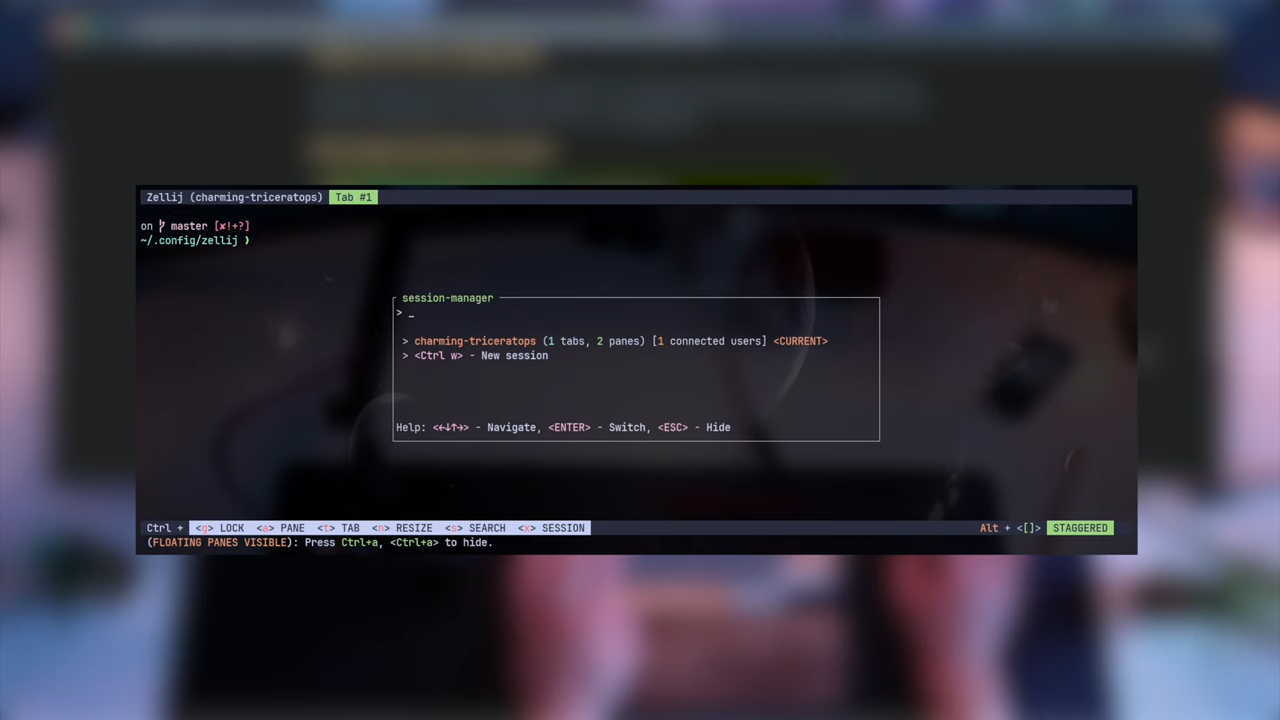 Zellij (charming-triceratops) Tab #1
on master [✘!+?]
~/.config/zellij ❯
session-manager
> _
> charming-triceratops (1 tabs, 2 panes) [1 connected users] <CURRENT>
> <Ctrl w> - New session
Help: <←↓↑→> - Navigate, <ENTER> - Switch, <ESC> - Hide
Ctrl + <g> LOCK <a> PANE <t> TAB <n> RESIZE <s> SEARCH <x> SESSION Alt + <[]> STAGGERED
(FLOATING PANES VISIBLE): Press Ctrl+a, <Ctrl+a> to hide.